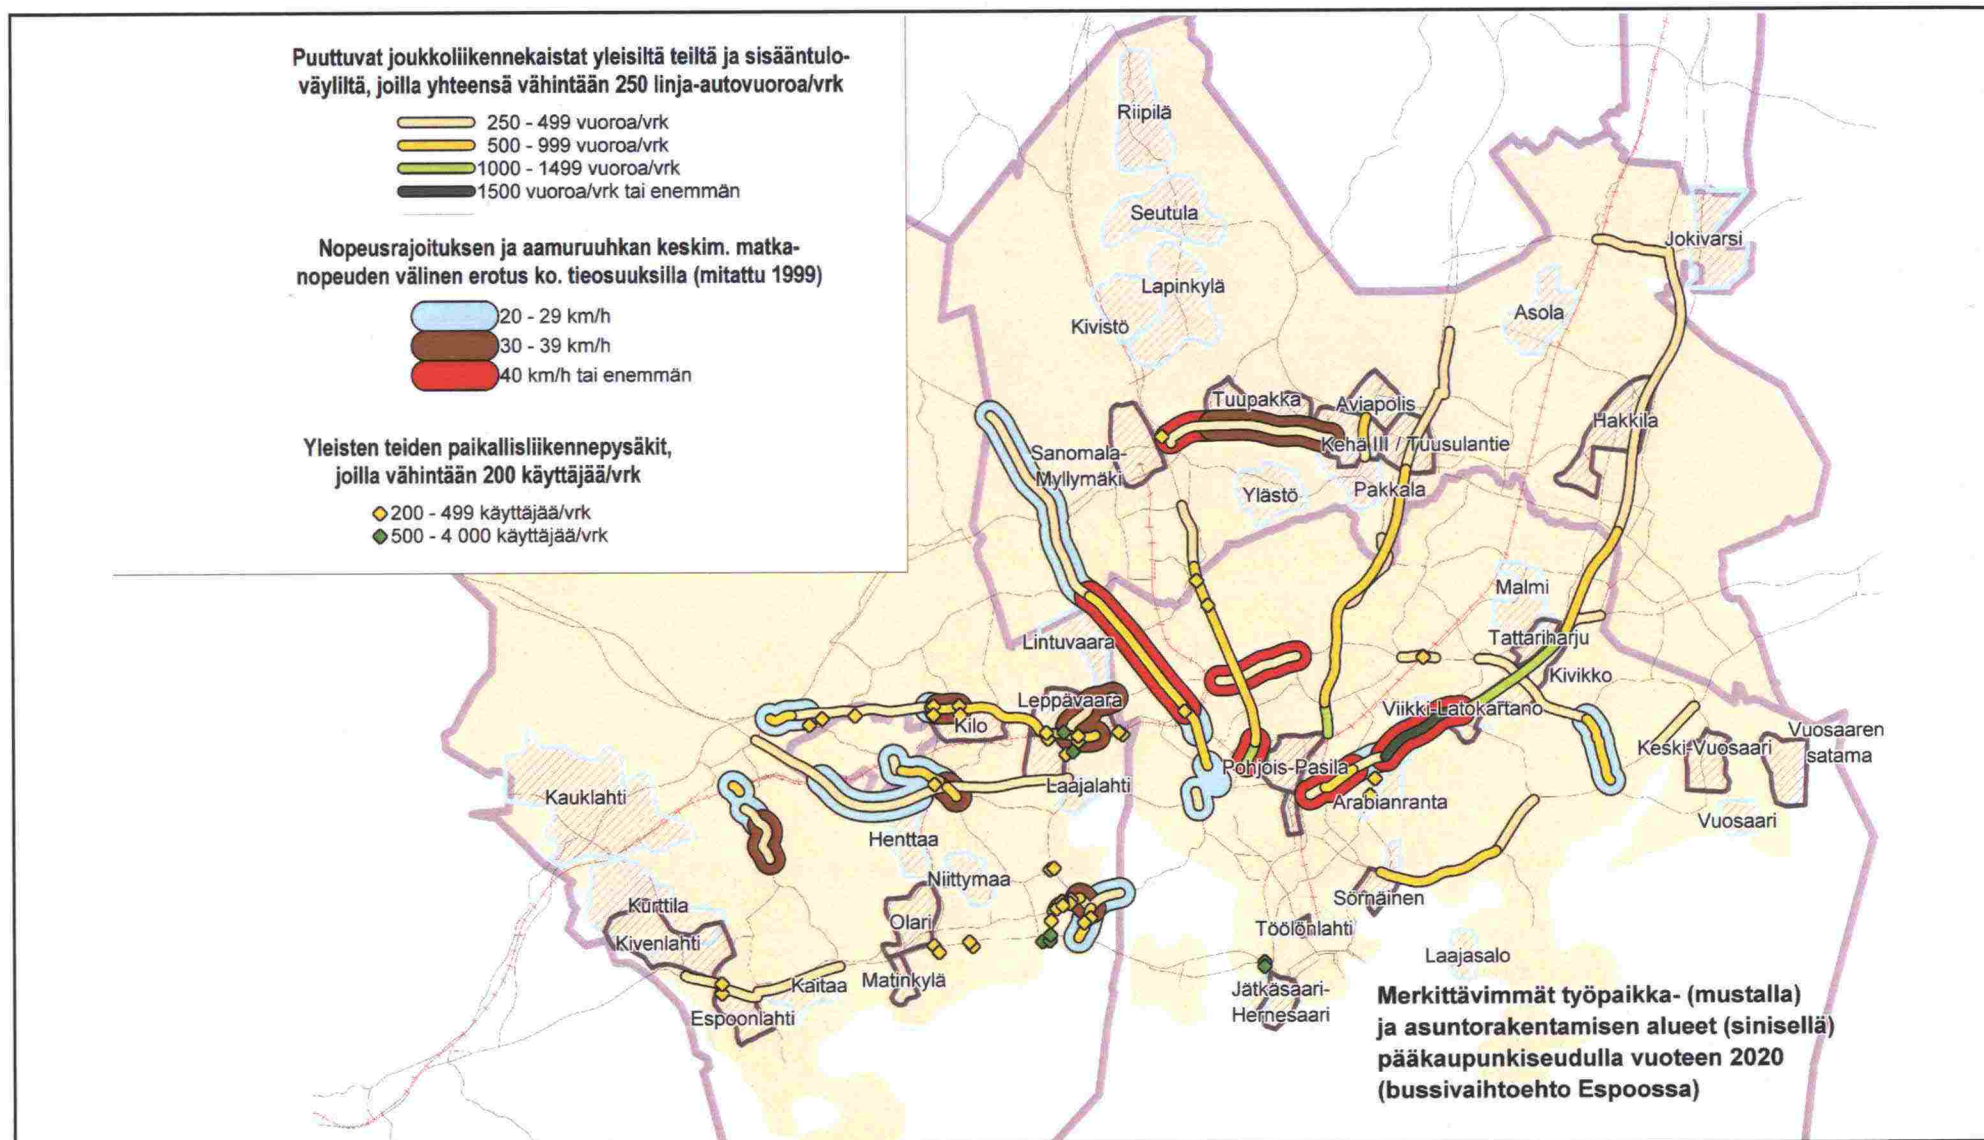 Puuttuvat joukkoliikennekaistat yleisiltä teiltä ja sisääntulo-
väyliltä, joilla yhteensä vähintään 250 linja-autovuoroa/vrk
250 - 499 vuoroa/vrk
500 - 999 vuoroa/vrk
1000 - 1499 vuoroa/vrk
1500 vuoroa/vrk tai enemmän
Nopeusrajoituksen ja aamuruuhkan keskim. matka-
nopeuden välinen erotus ko. tieosuuksilla (mitattu 1999)
20 - 29 km/h
30 - 39 km/h
40 km/h tai enemmän
Yleisten teiden paikallisliikennepysäkit,
joilla vähintään 200 käyttäjää/vrk
200 - 499 käyttäjää/vrk
500 - 4 000 käyttäjää/vrk
Riipilä
Seutula
Jokivarsi
Lapinkylä
Asola
Kivistö
Tuupakka
Aviapolis
Hakkila
Kehä III / Tuusulantie
Sanomala-
Myllymäki
Ylästö
Pakkala
Malmi
Lintuvaara
Tattariharju
Kivikko
Leppävaara
Viikki-Latokartano
Kilo
Keski-Vuosaari
Vuosaaren
satama
Pohjois-Pasila
Laajalahti
Kauklahti
Arabianranta
Vuosaari
Henttaa
Niittymaa
Sörnäinen
Kurttila
Olari
Töölönlahti
Kivenlahti
Laajasalo
Kaitaa
Matinkylä
Jätkäsaari-
Hernesaari
Espoonlahti
Merkittävimmät työpaikka- (mustalla)
ja asuntorakentamisen alueet (sinisellä)
pääkaupunkiseudulla vuoteen 2020
(bussivaihtoehto Espoossa)